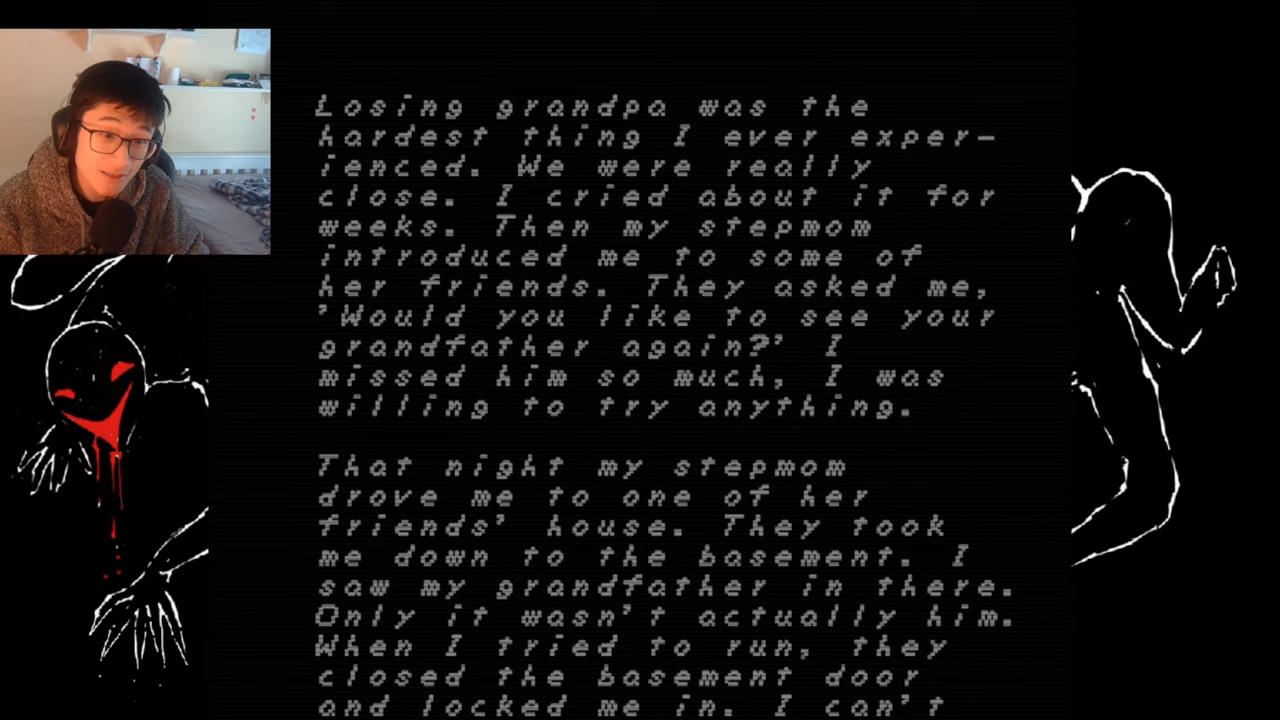 Losing grandpa was the
hardest thing I ever exper-
ienced. We were really
close. I cried about it for
weeks. Then my stepmom
introduced me to some of
her friends. They asked me,
'Would you like to see your
grandfather again?' I
missed him so much, I was
willing to try anything.
That night my stepmom
drove me to one of her
friends' house. They took
me down to the basement. I
saw my grandfather in there.
Only it wasn't actually him.
When I tried to run, they
closed the basement door
and locked me in. I can't